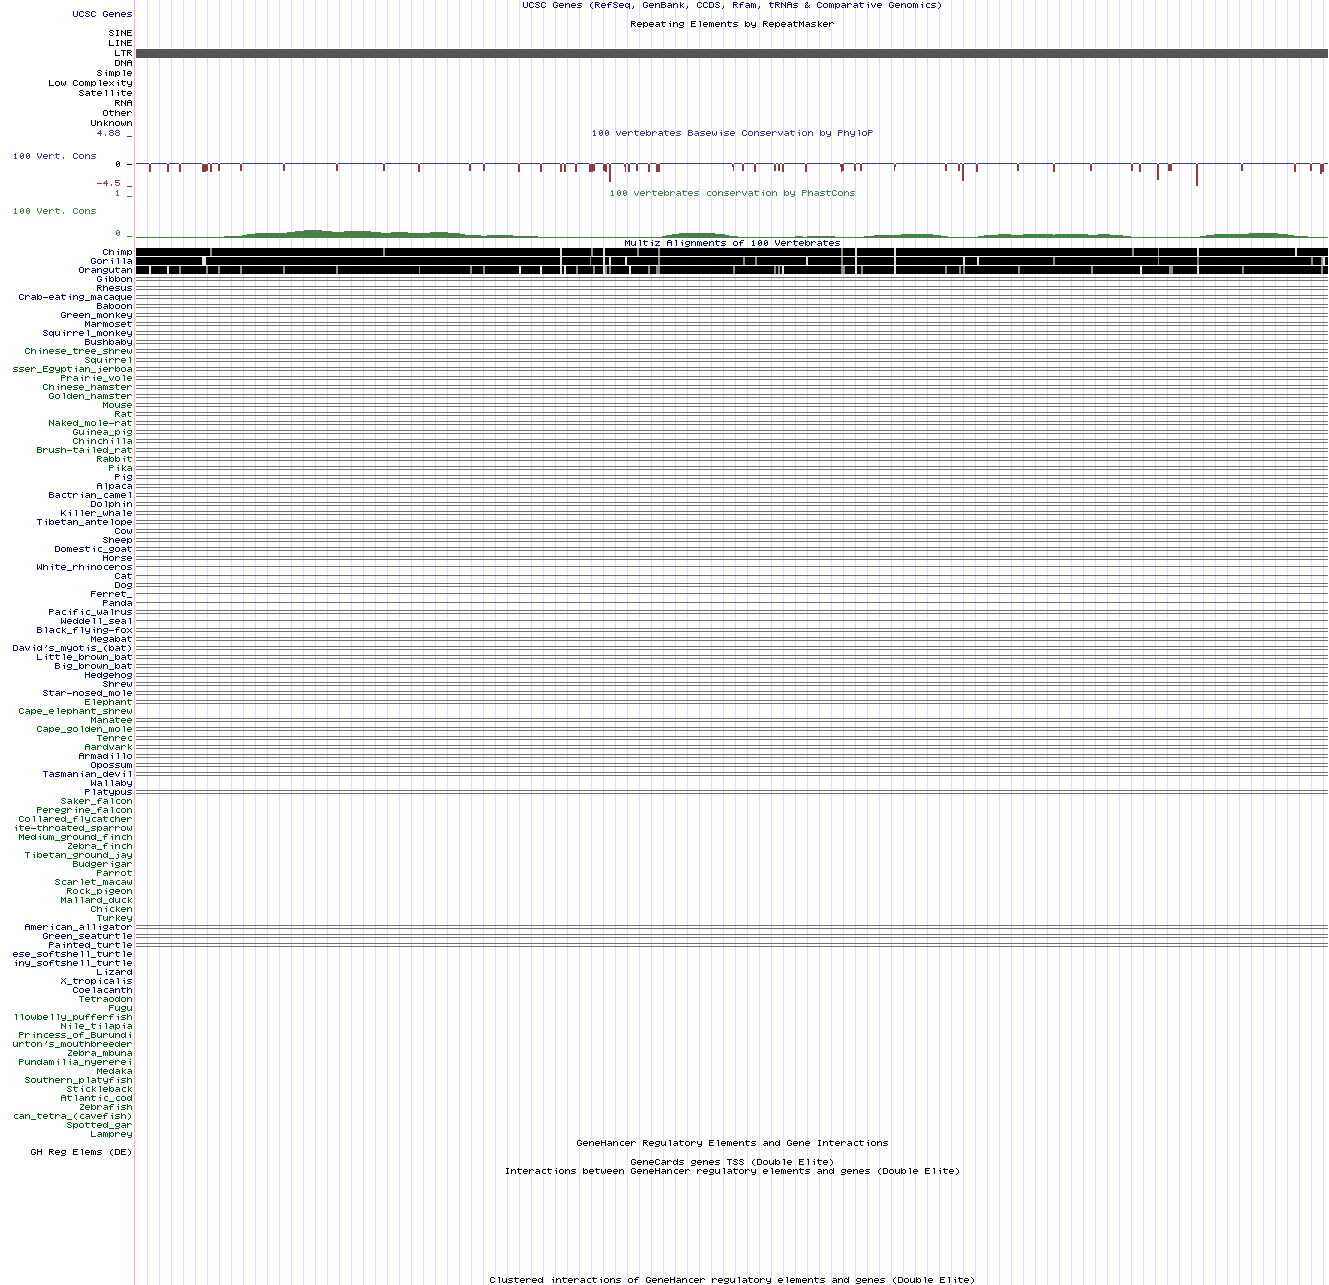 UCSC Genes (RefSeq, GenBank, CCDS, Rfam, tRNAs & Comparative Genomics)
UCSC Genes
Repeating Elements by RepeatMasker
SINE
LINE
LTR
DNA
Simple
Low Complexity
Satellite
RNA
Other
Unknown
4.88 _
100 vertebrates Basewise Conservation by PhyloP
100 Vert. Cons
0 –
-4.5 _
100 vertebrates conservation by PhastCons
1 _
100 Vert. Cons
0 _
Multiz Alignments of 100 Vertebrates
Chimp
Gorilla
Orangutan
Gibbon
Rhesus
Crab-eating_macaque
Baboon
Green_monkey
Marmoset
Squirrel_monkey
Bushbaby
Chinese_tree_shrew
Squirrel
sser_Egyptian_jerboa
Prairie_vole
Chinese_hamster
Golden_hamster
Mouse
Rat
Naked_mole-rat
Guinea_pig
Chinchilla
Brush-tailed_rat
Rabbit
Pika
Pig
Alpaca
Bactrian_camel
Dolphin
Killer_whale
Tibetan_antelope
Cow
Sheep
Domestic_goat
Horse
White_rhinoceros
Cat
Dog
Ferret_
Panda
Pacific_walrus
Weddell_seal
Black_flying-fox
Megabat
David's_myotis_(bat)
Little_brown_bat
Big_brown_bat
Hedgehog
Shrew
Star-nosed_mole
Elephant
Cape_elephant_shrew
Manatee
Cape_golden_mole
Tenrec
Aardvark
Armadillo
Opossum
Tasmanian_devil
Wallaby
Platypus
Saker_falcon
Peregrine_falcon
Collared_flycatcher
ite-throated_sparrow
Medium_ground_finch
Zebra_finch
Tibetan_ground_jay
Budgerigar
Parrot
Scarlet_macaw
Rock_pigeon
Mallard_duck
Chicken
Turkey
American_alligator
Green_seaturtle
Painted_turtle
ese_softshell_turtle
iny_softshell_turtle
Lizard
X_tropicalis
Coelacanth
Tetraodon
Fugu
llowbelly_pufferfish
Nile_tilapia
Princess_of_Burundi
urton's_mouthbreeder
Zebra_mbuna
Pundamilia_nyererei
Medaka
Southern_platyfish
Stickleback
Atlantic_cod
Zebrafish
can_tetra_(cavefish)
Spotted_gar
Lamprey
GeneHancer Regulatory Elements and Gene Interactions
GH Reg Elems (DE)
GeneCards genes TSS (Double Elite)
Interactions between GeneHancer regulatory elements and genes (Double Elite)
Clustered interactions of GeneHancer regulatory elements and genes (Double Elite)